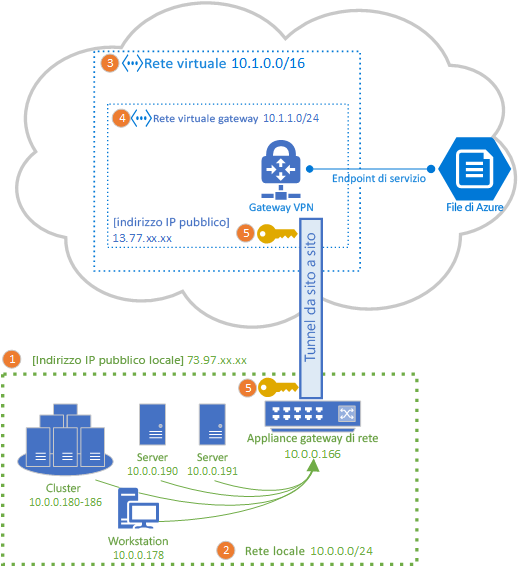 3 Rete virtuale 10.1.0.0/16
4 Rete virtuale gateway 10.1.1.0/24
Endpoint di servizio
Gateway VPN
File di Azure
[indirizzo IP pubblico]
13.77.xx.xx
5
Tunnel da sito a sito
1 [Indirizzo IP pubblico locale] 73.97.xx.xx
5
Appliance gateway di rete
10.0.0.166
Server
10.0.0.190
Server
10.0.0.191
Cluster
10.0.0.180-186
Workstation
10.0.0.178
2 Rete locale 10.0.0.0/24